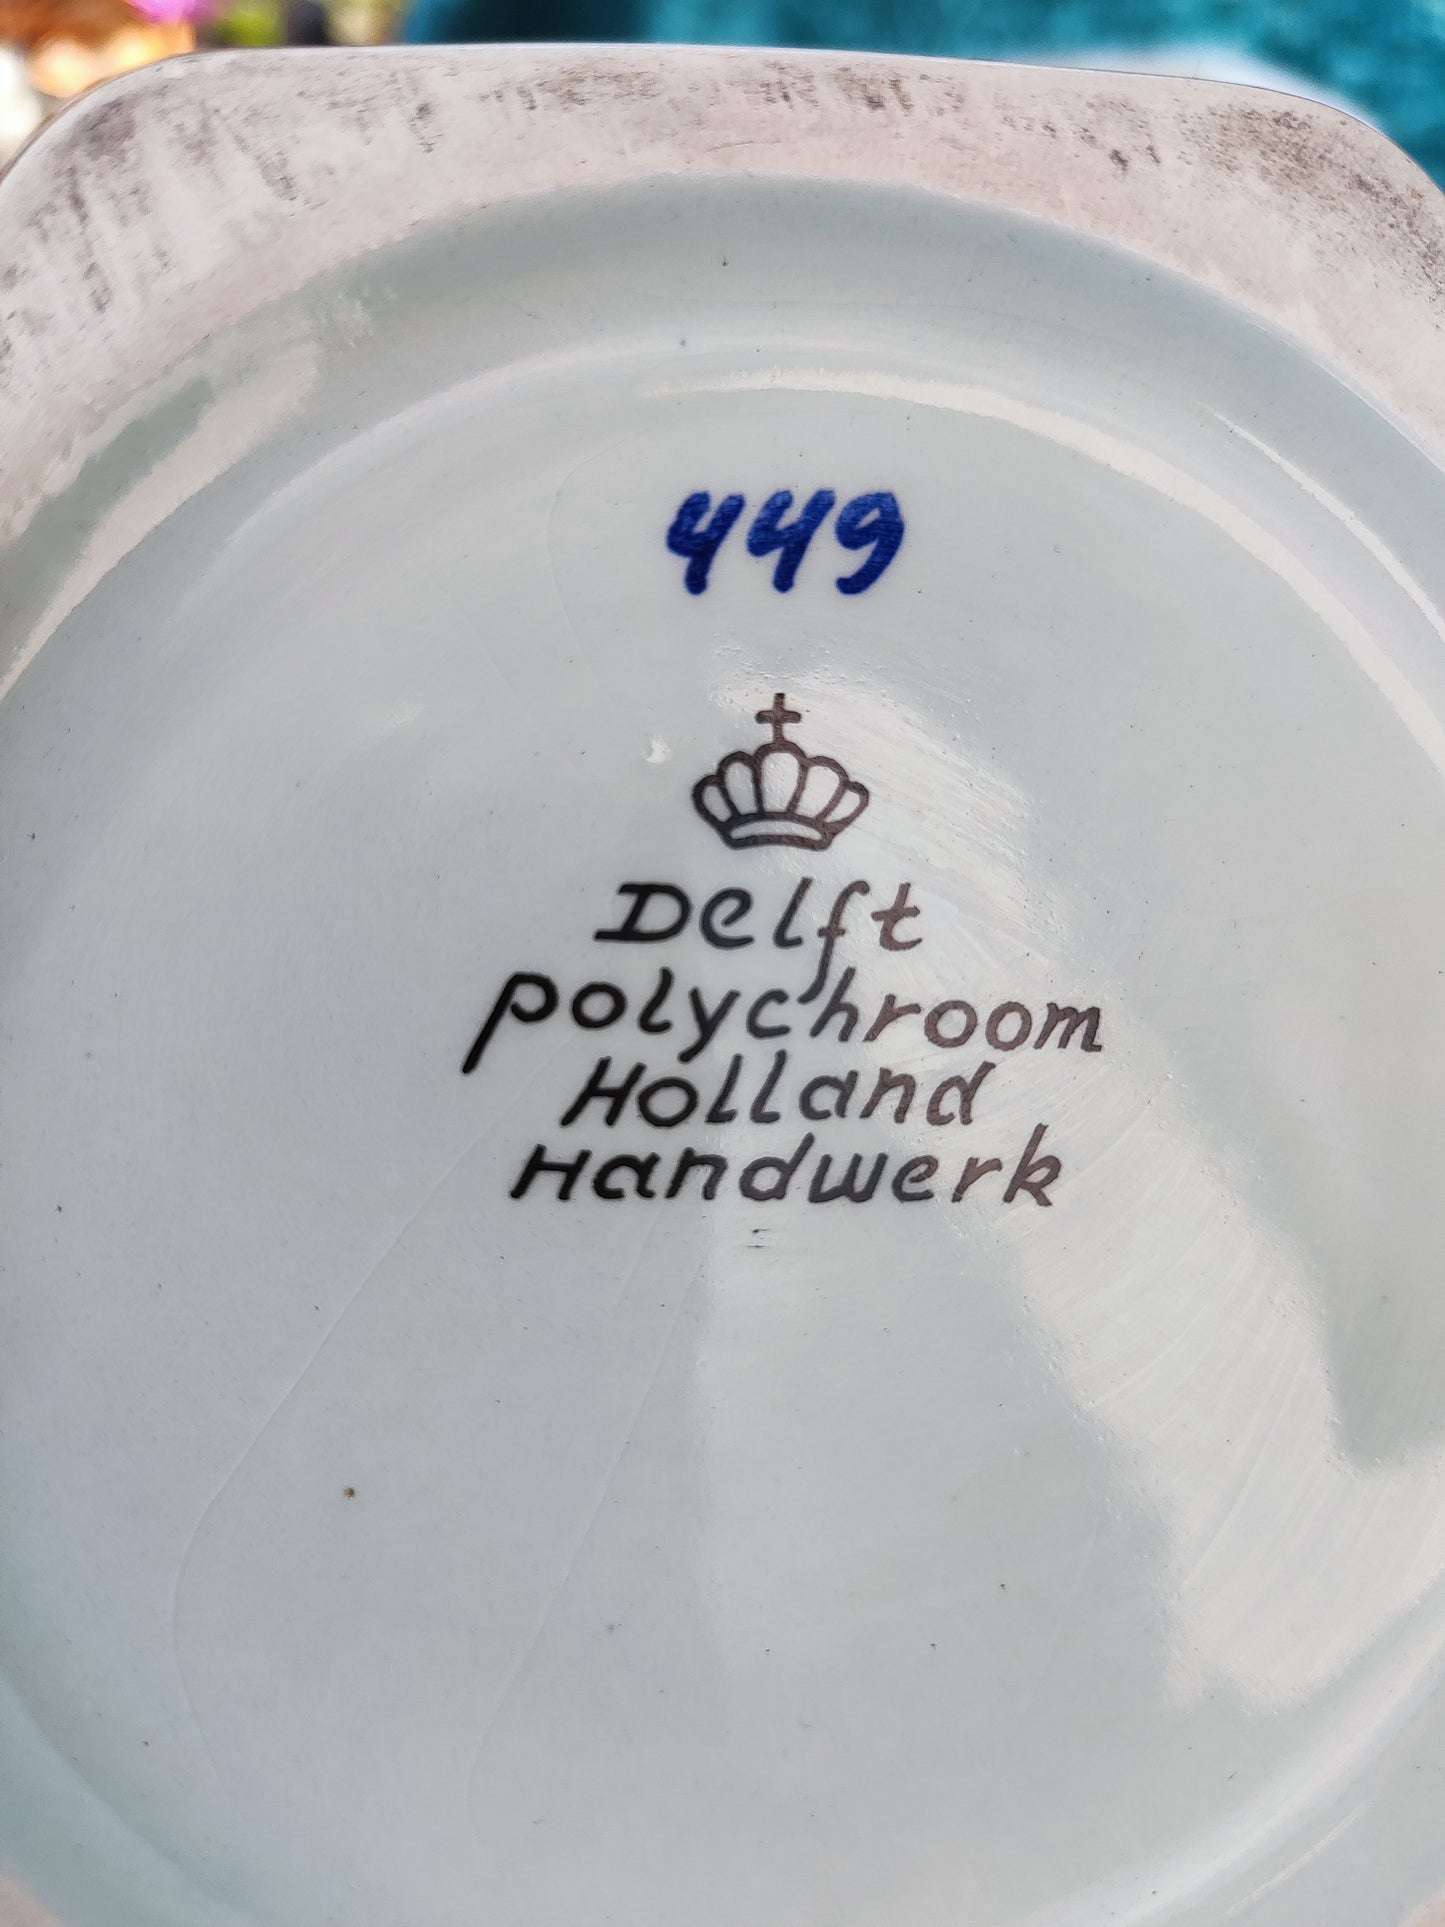 449
Delft
polychroom
Holland
Handwerk